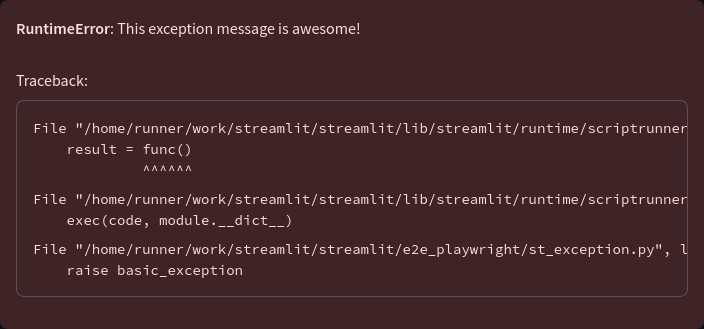 RuntimeError: This exception message is awesome!
Traceback:
File "/home/runner/work/streamlit/streamlit/lib/streamlit/runtime/scriptrunner
    result = func()
             ^^^^^^
File "/home/runner/work/streamlit/streamlit/lib/streamlit/runtime/scriptrunner
    exec(code, module.__dict__)
File "/home/runner/work/streamlit/streamlit/e2e_playwright/st_exception.py", l
    raise basic_exception